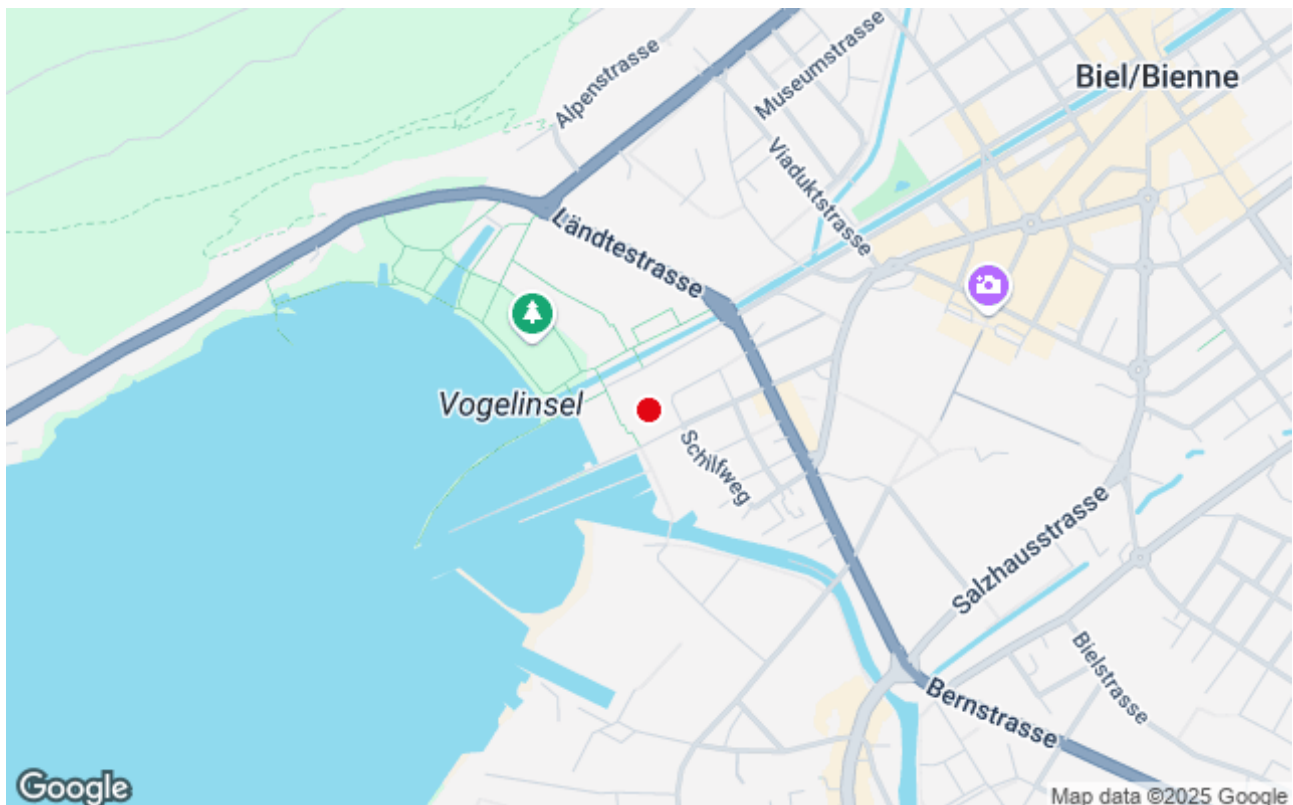 Alpenstrasse
Museumstrasse
Biel/Bienne
Viaduktstrasse
Ländtestrasse
Vogelinsel
Schilfweg
Salzhausstrasse
Bielstrasse
Bernstrasse
Google
Map data ©2025 Google